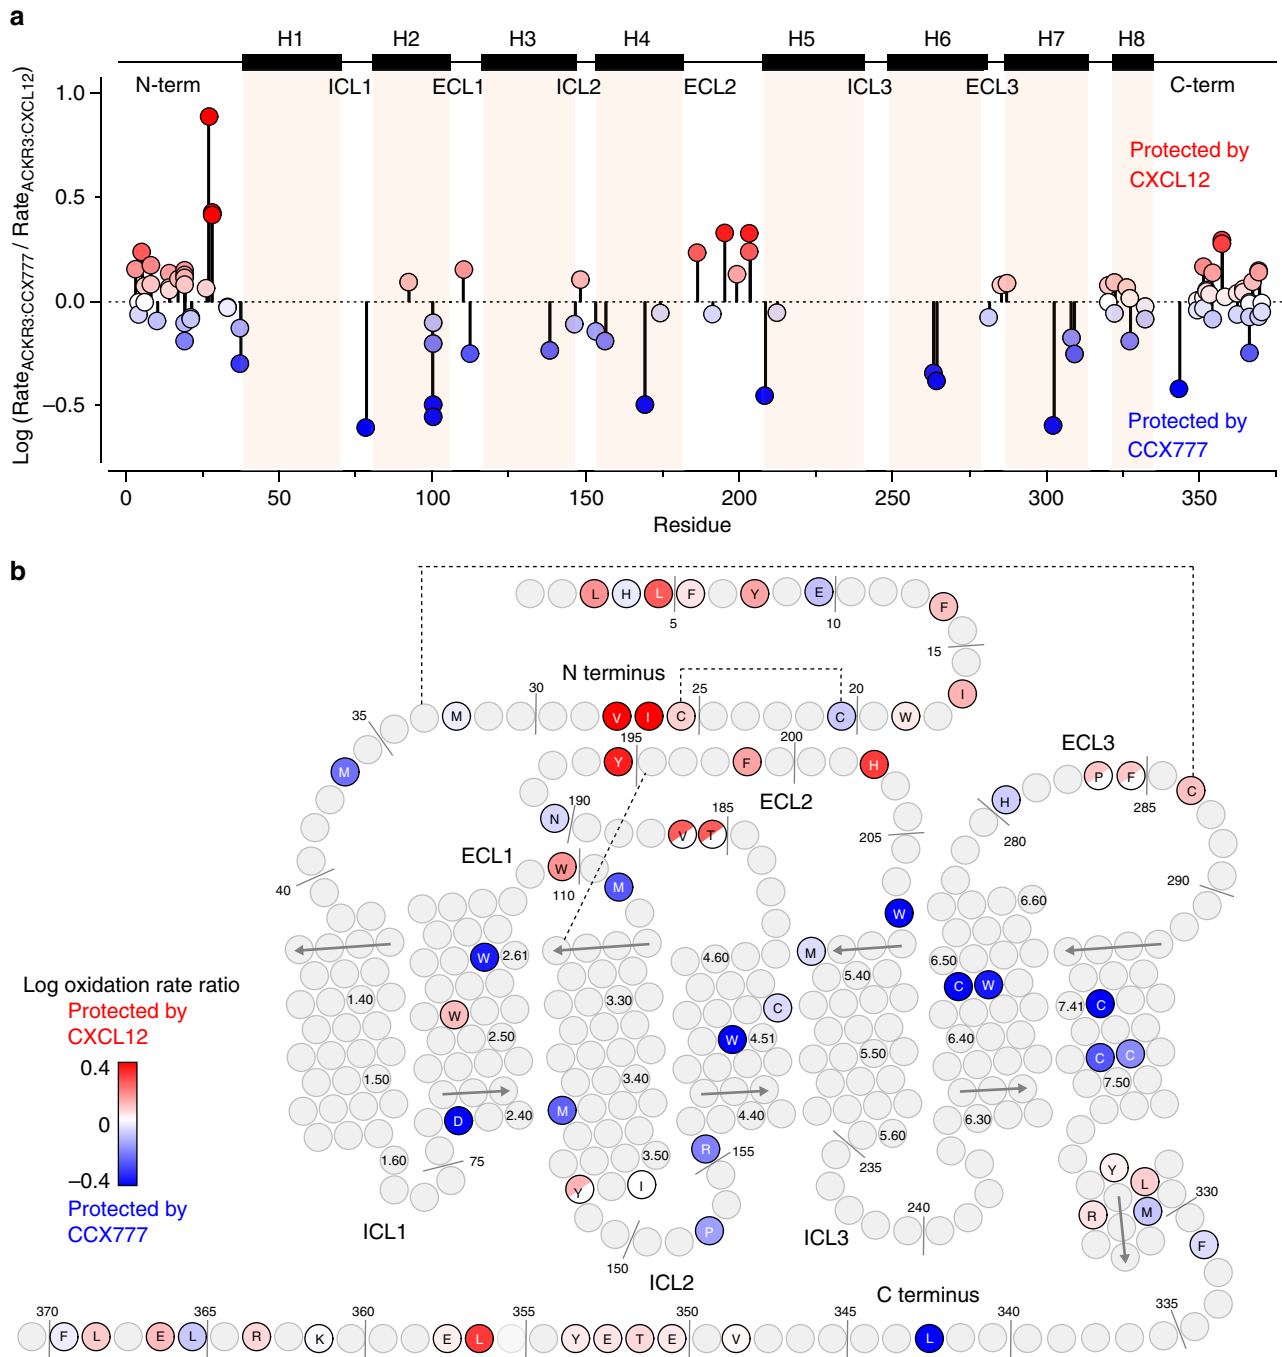 a
H1 H2 H3 H4 H5 H6 H7 H8
N-term ICL1 ECL1 ICL2 ECL2 ICL3 ECL3 C-term
Log (Rate ACKR3:CCX777 / Rate ACKR3:CXCL12)
1.0
0.5
0.0
–0.5
Protected by
CXCL12
Protected by
CCX777
0 50 100 150 200 250 300 350
Residue
b
L H L F Y E F
5 10
15
N terminus
I
35 30 25 20
M V I C C W
195 200
M Y F H
ECL2
ECL3
P F C
285
H
280
190 185
N V T
205
ECL1
W
110
M
40
290
W
6.60
W 2.61
4.60
M
5.40
6.50
C W
1.40
3.30
C
7.41 C
W
2.50
W 4.51
6.40
5.50
C C
1.50
3.40
7.50
M
D 2.40
4.40
6.30
5.60
R
155
3.50
1.60
75
235
Y I
Y L
330
R M
240
P
F
ICL1
150
ICL2
ICL3
Log oxidation rate ratio
Protected by
CXCL12
0.4
0
–0.4
Protected by
CCX777
C terminus
370 365 360 355 350 345 340 335
F L E L R K E L Y E T E V L